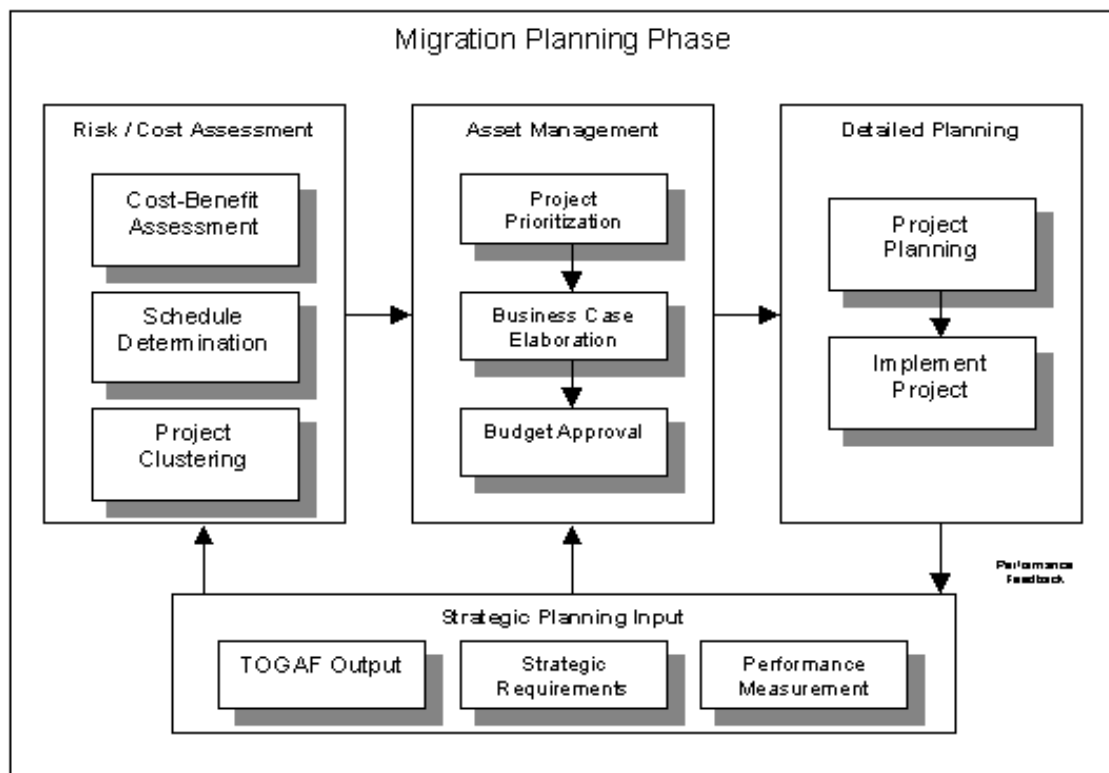 Migration Planning Phase
Risk / Cost Assessment
Cost-Benefit
Assessment
Schedule
Determination
Project
Clustering
Asset Management
Project
Prioritization
Business Case
Elaboration
Budget Approval
Detailed Planning
Project
Planning
Implement
Project
Performance
Feedback
Strategic Planning Input
TOGAF Output
Strategic
Requirements
Performance
Measurement